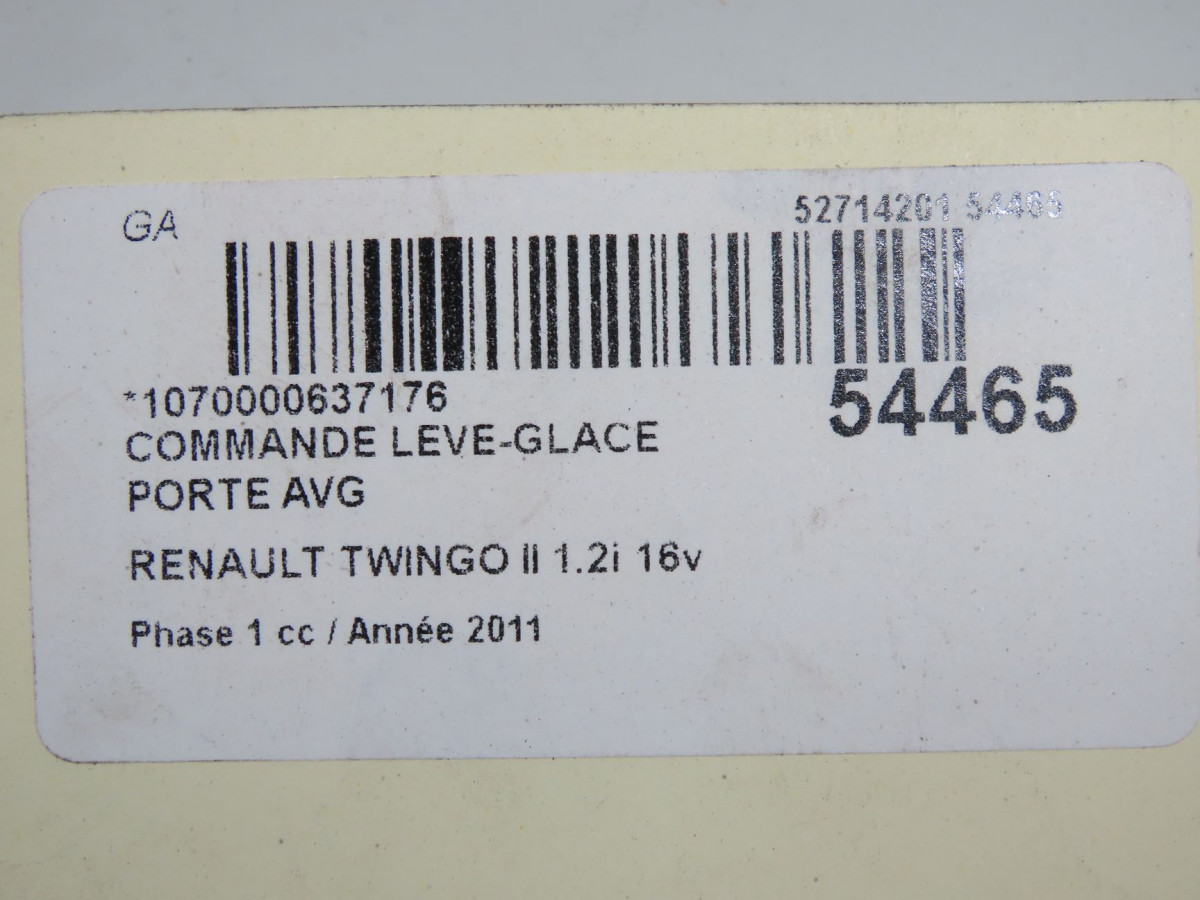 GA
52714201 54465
*1070000637176
54465
COMMANDE LEVE-GLACE
PORTE AVG
RENAULT TWINGO II 1.2i 16v
Phase 1 cc / Année 2011